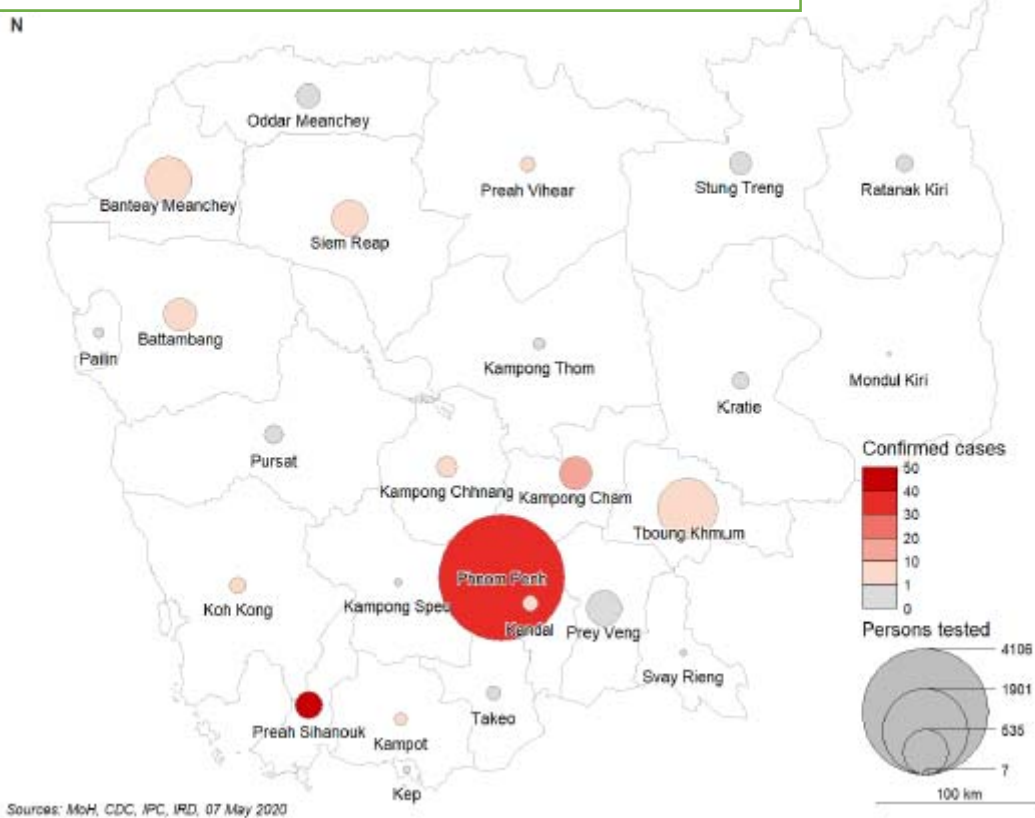 N
Oddar Meanchey
Banteay Meanchey
Preah Vihear
Stung Treng
Ratanak Kiri
Siem Reap
Battambang
Pailin
Kampong Thom
Mondul Kiri
Kratie
Pursat
Kampong Chhnang
Kampong Cham
Tboung Khmum
Phnom Penh
Koh Kong
Kampong Speu
Kandal
Prey Veng
Svay Rieng
Preah Sihanouk
Takeo
Kampot
Kep
Confirmed cases
50
40
30
20
10
1
0
Persons tested
4106
1901
535
7
100 km
Sources: MoH, CDC, IPC, IRD, 07 May 2020